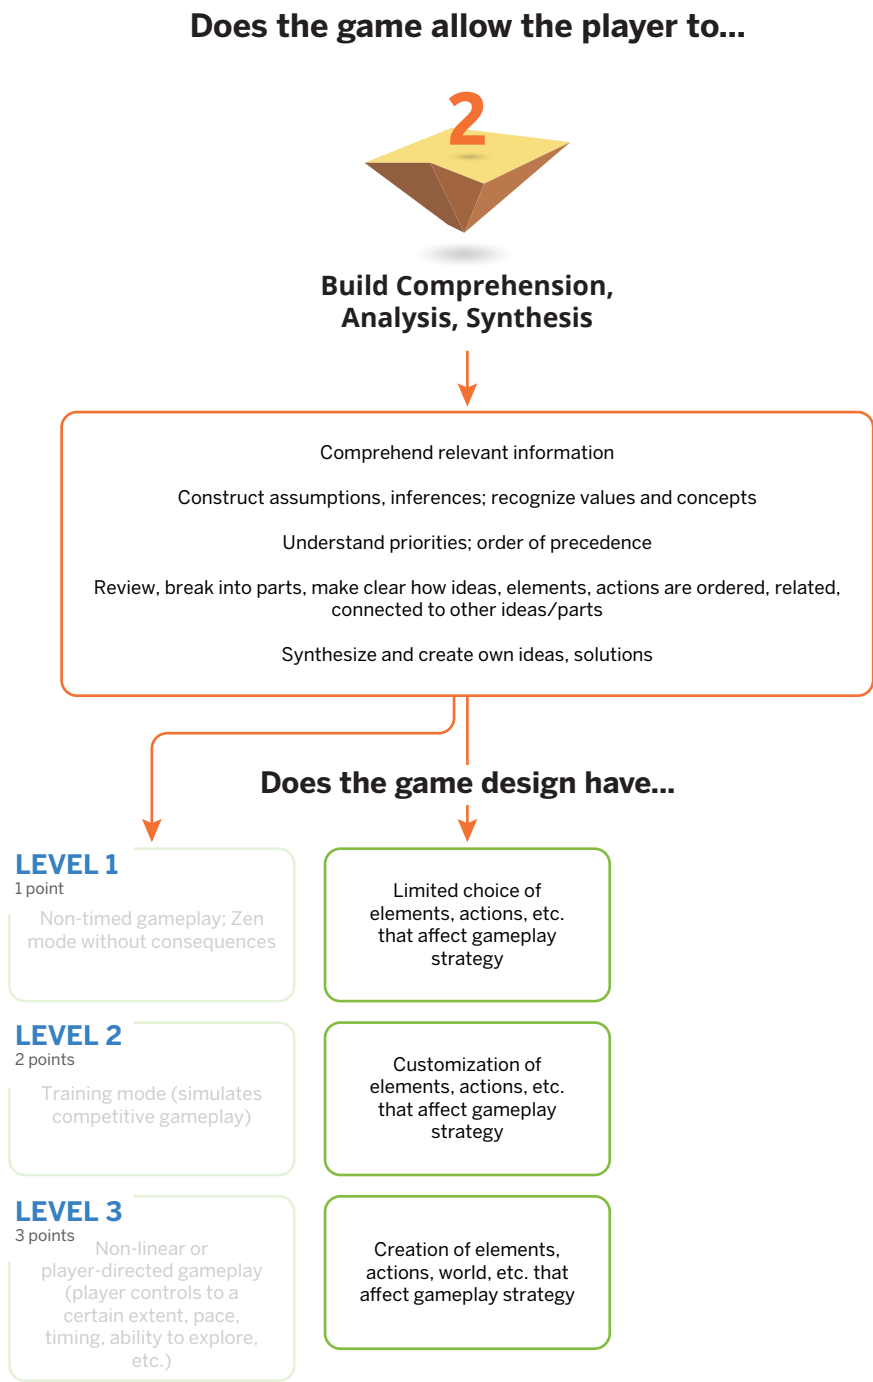 Does the game allow the player to...
2
Build Comprehension,
Analysis, Synthesis
Comprehend relevant information
Construct assumptions, inferences; recognize values and concepts
Understand priorities; order of precedence
Review, break into parts, make clear how ideas, elements, actions are ordered, related,
connected to other ideas/parts
Synthesize and create own ideas, solutions
Does the game design have...
LEVEL 1
1 point
Non-timed gameplay; Zen
mode without consequences
Limited choice of
elements, actions, etc.
that affect gameplay
strategy
LEVEL 2
2 points
Training mode (simulates
competitive gameplay)
Customization of
elements, actions, etc.
that affect gameplay
strategy
LEVEL 3
3 points
Non-linear or
player-directed gameplay
(player controls to a
certain extent, pace,
timing, ability to explore,
etc.)
Creation of elements,
actions, world, etc. that
affect gameplay strategy